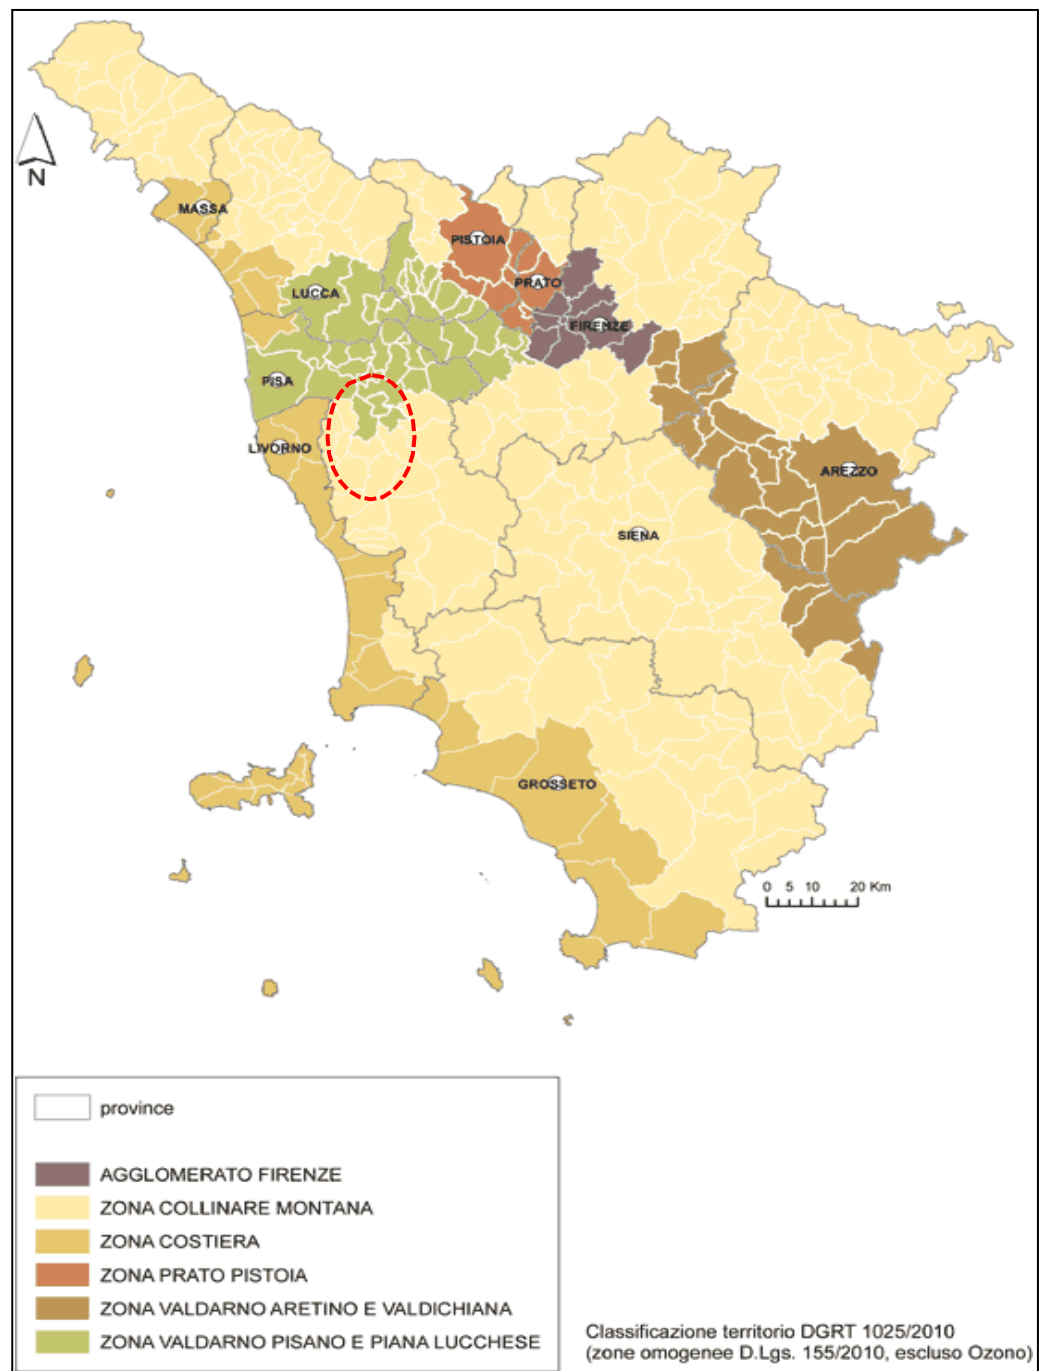 N
MASSA
PISTOIA
PRATO
LUCCA
FIRENZE
PISA
LIVORNO
AREZZO
SIENA
GROSSETO
0 5 10 20 Km
province
AGGLOMERATO FIRENZE
ZONA COLLINARE MONTANA
ZONA COSTIERA
ZONA PRATO PISTOIA
ZONA VALDARNO ARETINO E VALDICHIANA
ZONA VALDARNO PISANO E PIANA LUCCHESE
Classificazione territorio DGRT 1025/2010
(zone omogenee D.Lgs. 155/2010, escluso Ozono)